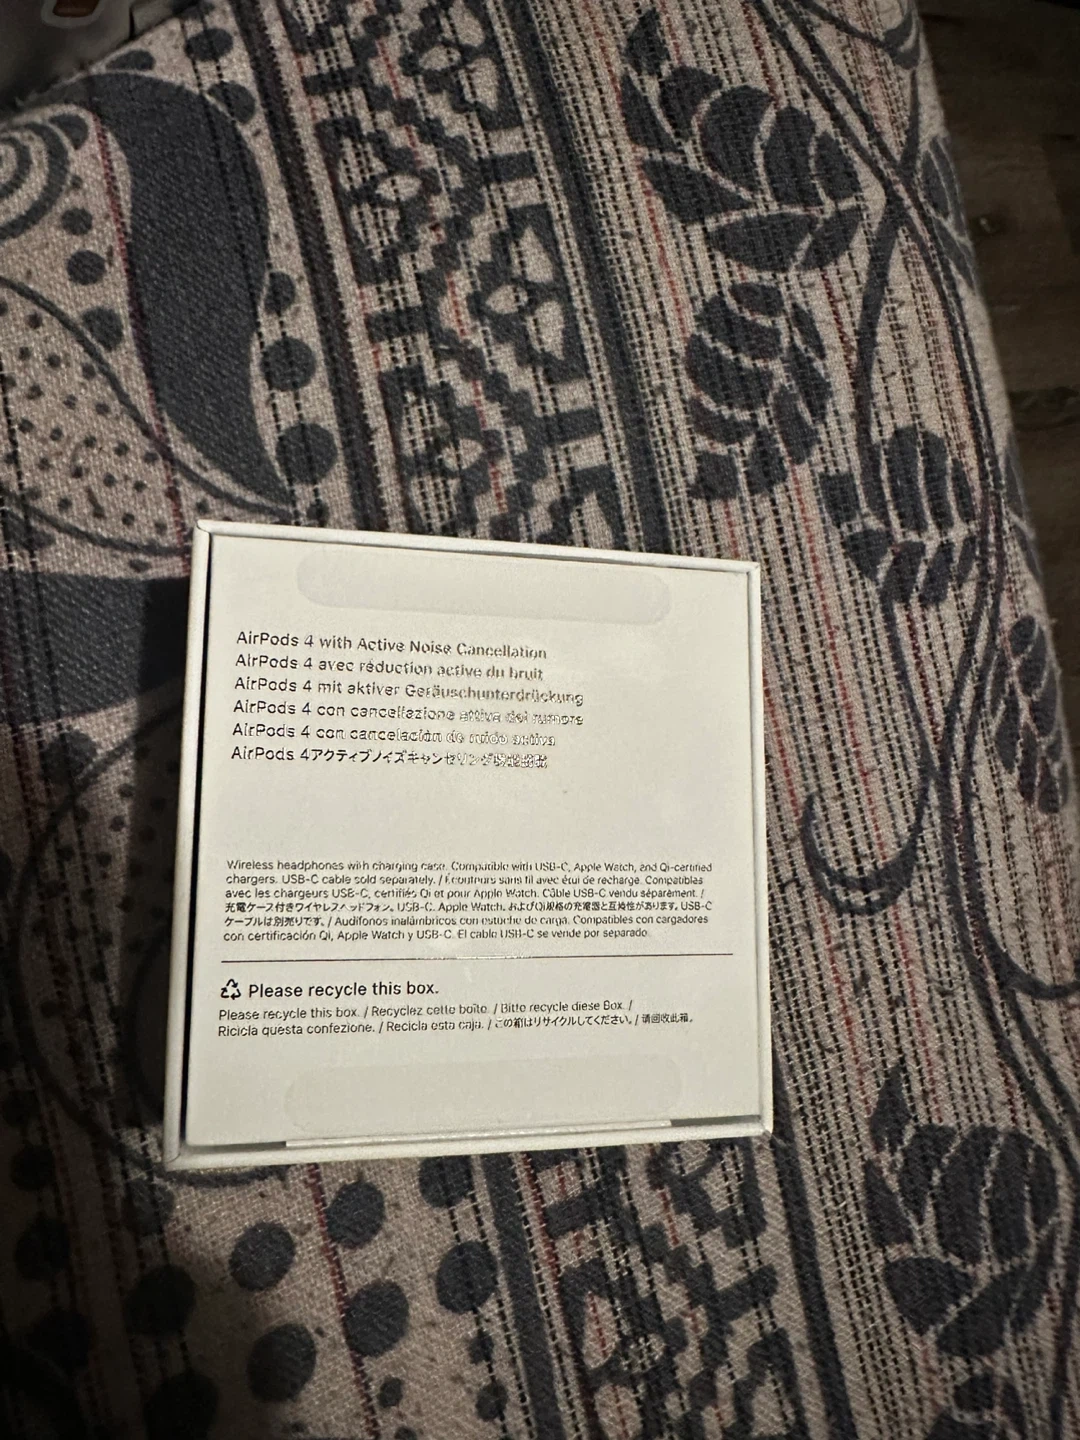 AirPods 4 with Active Noise Cancellation
AirPods 4 avec réduction active du bruit
AirPods 4 mit aktiver Geräuschunterdrückung
AirPods 4 con cancellazione attiva del rumore
AirPods 4 con cancelación de ruido activa
AirPods 4アクティブノイズキャンセリング機能搭載
Wireless headphones with charging case. Compatible with USB-C, Apple Watch, and Qi-certified
chargers. USB-C cable sold separately. / Écouteurs sans fil avec étui de recharge. Compatibles
avec les chargeurs USB-C, certifiés Qi et pour Apple Watch. Câble USB-C vendu séparément. /
充電ケース付きワイヤレスヘッドフォン。USB-C、Apple Watch、およびQi規格の充電器と互換性があります。USB-C
ケーブルは別売りです。/ Audífonos inalámbricos con estuche de carga. Compatibles con cargadores
con certificación Qi, Apple Watch y USB-C. El cable USB-C se vende por separado.
Please recycle this box.
Please recycle this box. / Recyclez cette boîte. / Bitte recycle diese Box. /
Ricicla questa confezione. / Recicla esta caja. / この箱はリサイクルしてください。/ 请回收此箱。